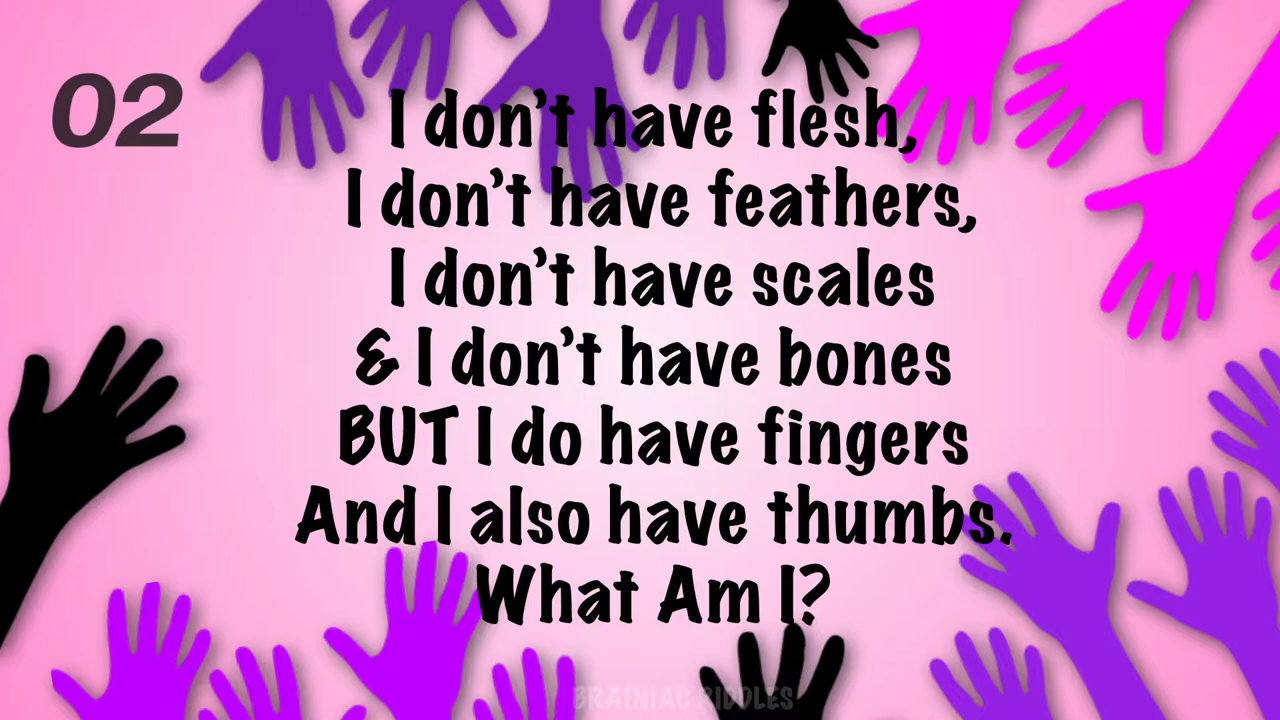 02
I don't have flesh,
I don't have feathers,
I don't have scales
& I don't have bones
BUT I do have fingers
And I also have thumbs.
What Am I?
BRAINIAC RIDDLES